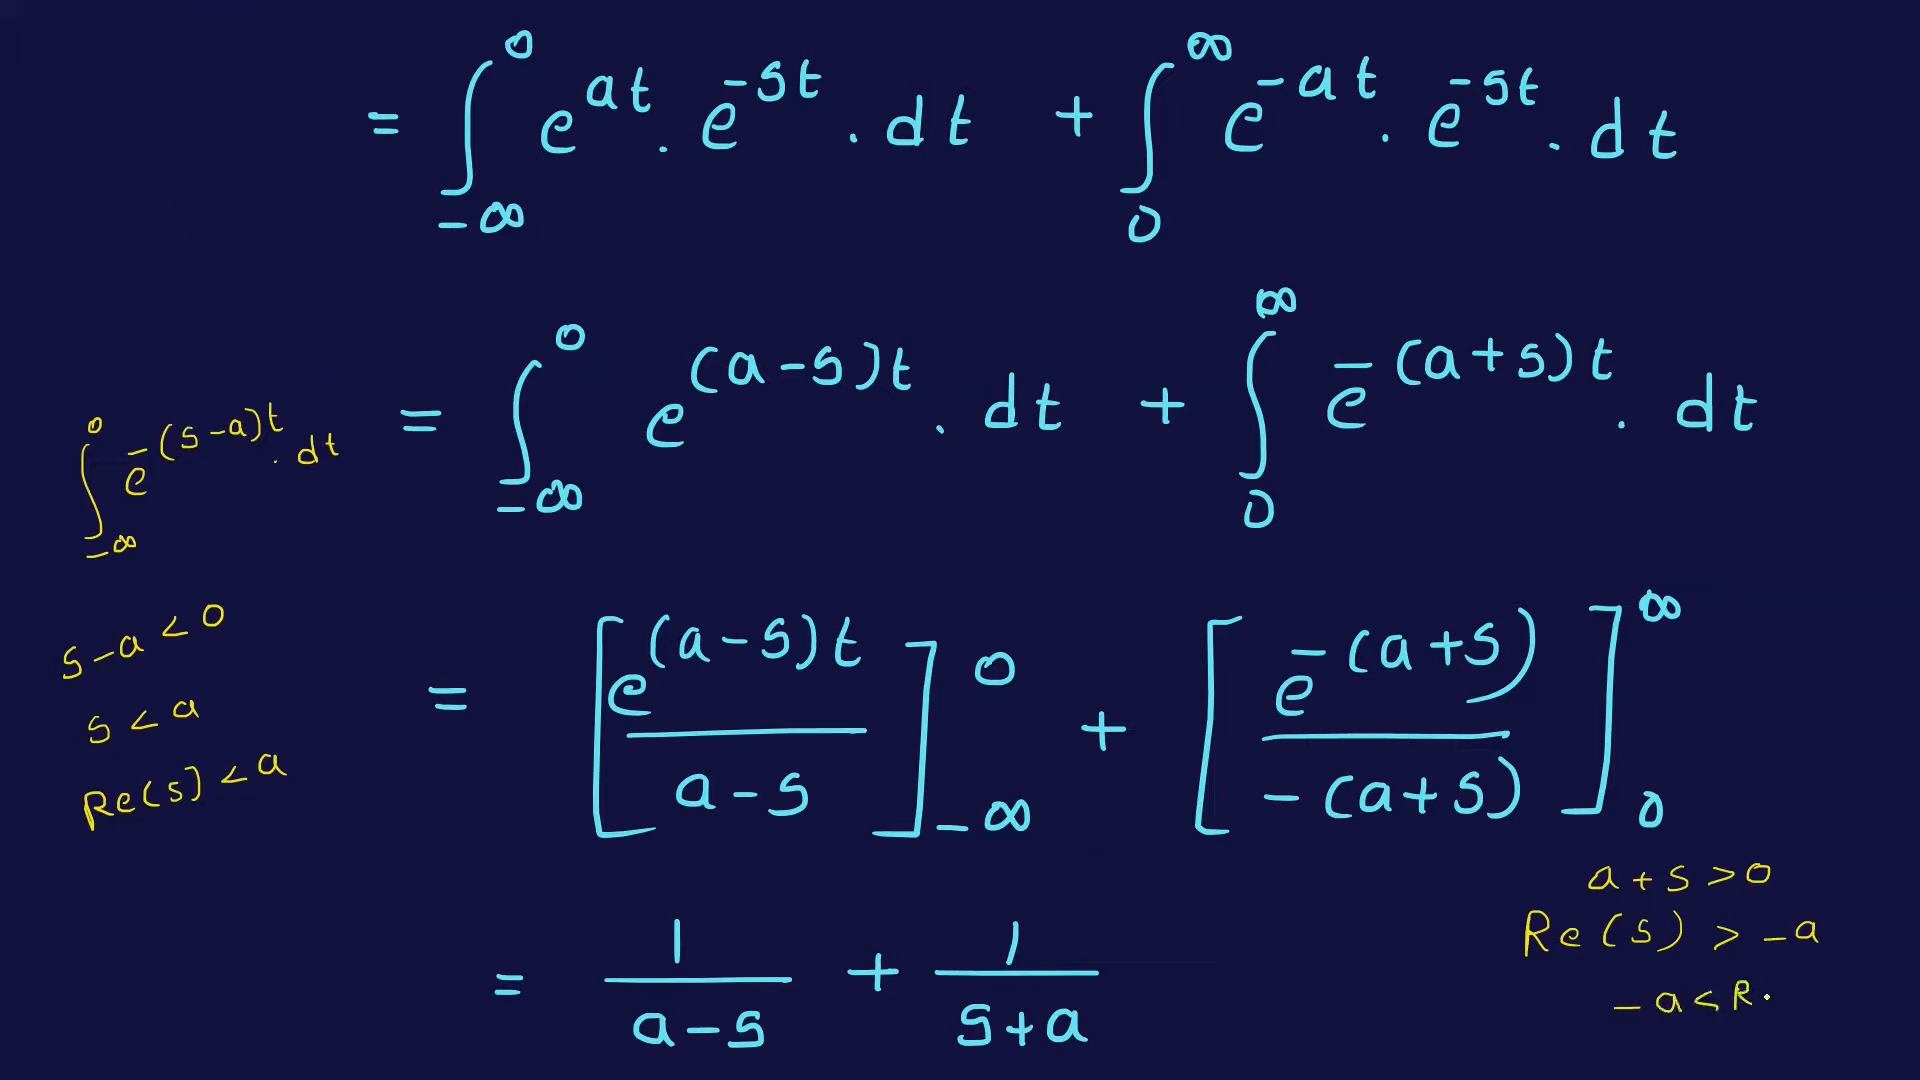 = ∫_{-∞}^{0} e^{at} . e^{-st} . dt + ∫_{0}^{∞} e^{-at} . e^{-st} . dt
= ∫_{-∞}^{0} e^{(a-s)t} . dt + ∫_{0}^{∞} e^{-(a+s)t} . dt
∫_{-∞}^{0} e^{-(s-a)t} . dt
s-a < 0
s < a
Re(s) < a
= [e^{(a-s)t} / (a-s)]_{-∞}^{0} + [e^{-(a+s)} / -(a+s)]_{0}^{∞}
a+s > 0
Re(s) > -a
-a < R
= 1/(a-s) + 1/(s+a)